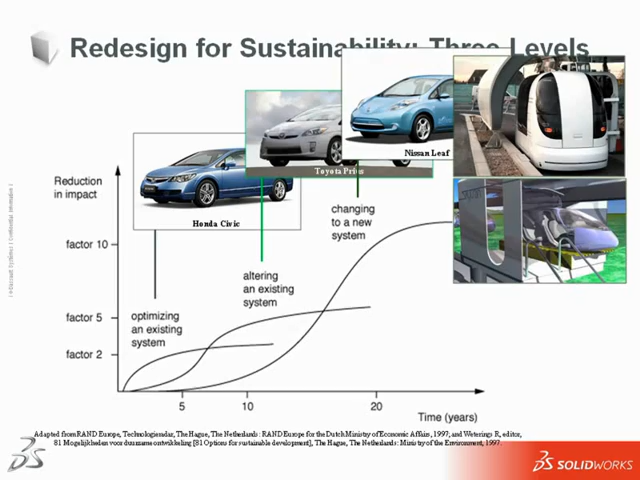 Redesign for Sustainability: Three Levels
Nissan Leaf
Toyota Prius
Honda Civic
Reduction
in impact
changing
to a new
system
factor 10
altering
an existing
system
optimizing
an existing
system
factor 5
factor 2
5
10
20
Time (years)
Adapted from RAND Europe, Technologieradar, The Hague, The Netherlands: RAND Europe for the Dutch Ministry of Economic Affairs, 1997; and Weterings R, editor,
81 Mogelijkheden voor duurzame ontwikkeling [81 Options for sustainable development], The Hague, The Netherlands: Ministry of the Environment, 1997.
SOLIDWORKS